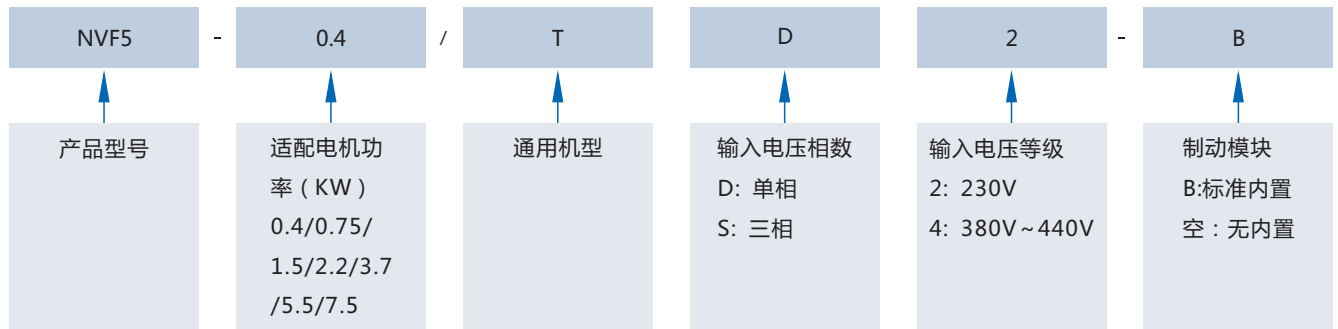 NVF5 - 0.4 / T D 2 - B
产品型号
适配电机功
率（KW）
0.4/0.75/
1.5/2.2/3.7
/5.5/7.5
通用机型
输入电压相数
D: 单相
S: 三相
输入电压等级
2: 230V
4: 380V~440V
制动模块
B:标准内置
空：无内置